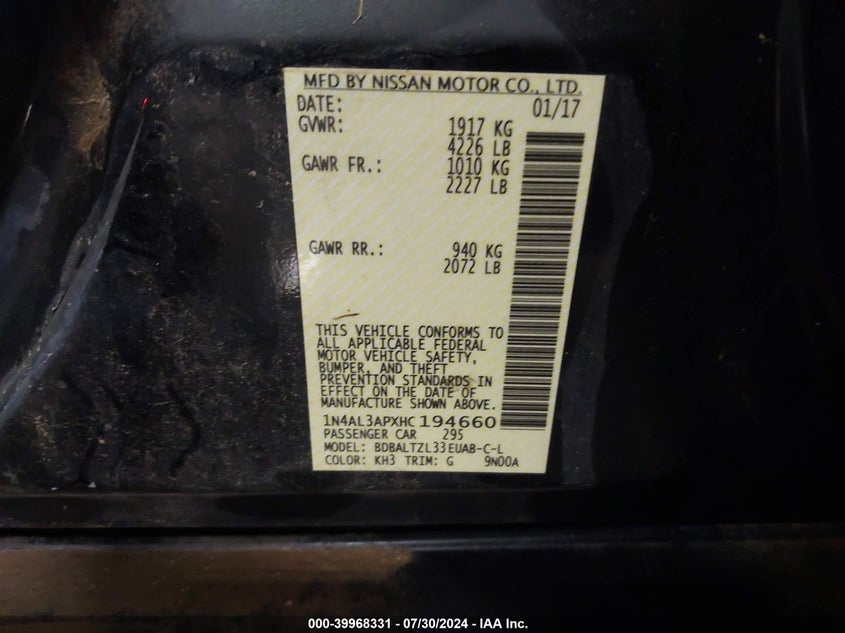 MFD BY NISSAN MOTOR CO., LTD.
DATE: 01/17
GVWR: 1917 KG
4226 LB
GAWR FR.: 1010 KG
2227 LB
GAWR RR.: 940 KG
2072 LB
THIS VEHICLE CONFORMS TO
ALL APPLICABLE FEDERAL
MOTOR VEHICLE SAFETY,
BUMPER, AND THEFT
PREVENTION STANDARDS IN
EFFECT ON THE DATE OF
MANUFACTURE SHOWN ABOVE.
1N4AL3APXHC194660
PASSENGER CAR 295
MODEL: BDBALTZL33EUAB-C-L
COLOR: KH3 TRIM: G 9N00A
000-39968331 - 07/30/2024 - IAA Inc.